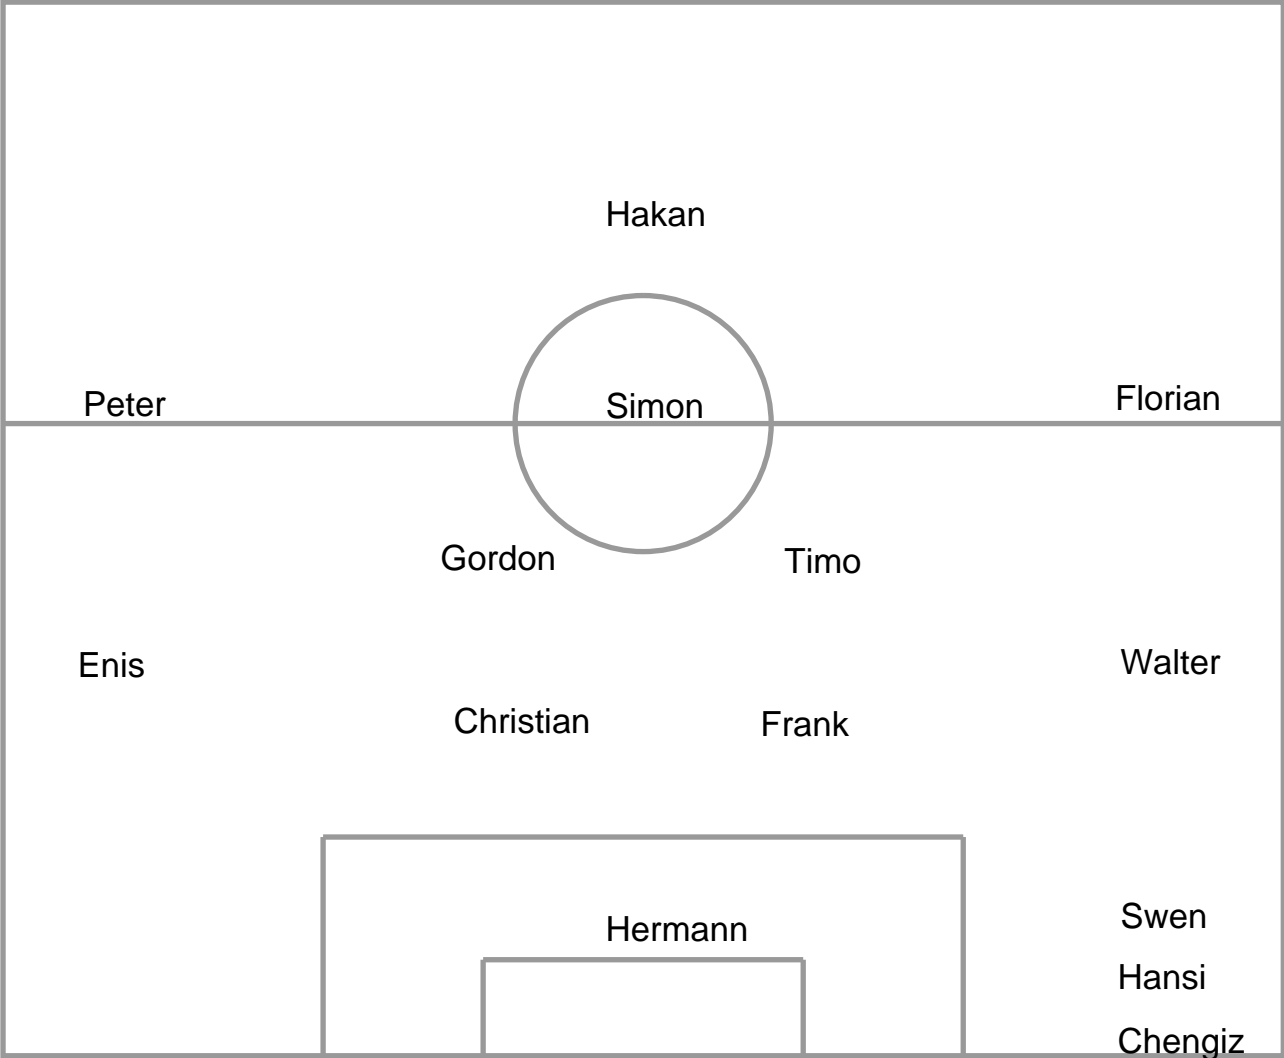 Hakan
Peter
Simon
Florian
Gordon
Timo
Enis
Walter
Christian
Frank
Swen
Hermann
Hansi
Chengiz